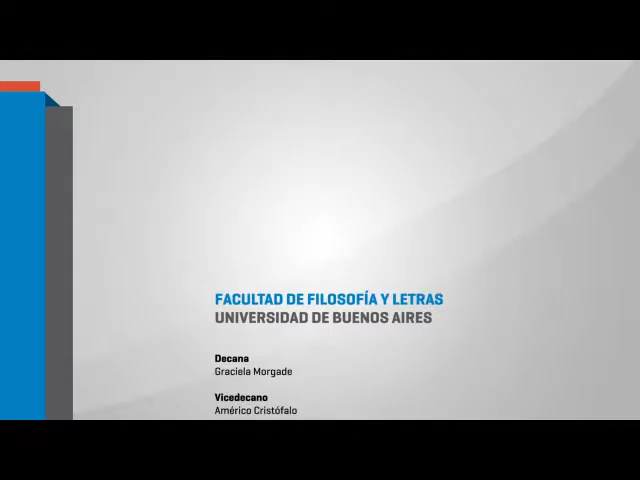 FACULTAD DE FILOSOFÍA Y LETRAS
UNIVERSIDAD DE BUENOS AIRES
Decana
Graciela Morgade
Vicedecano
Américo Cristófalo